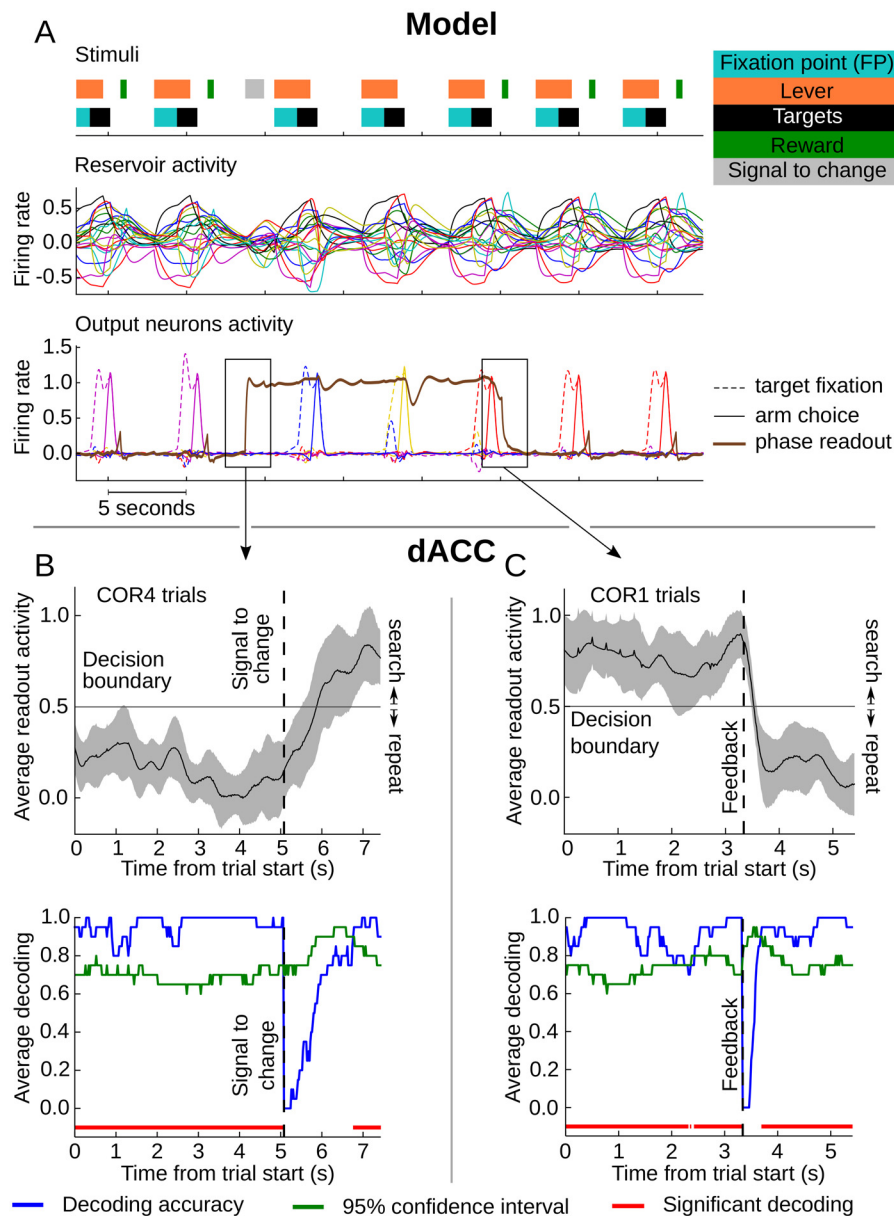 Model
A
Stimuli
Fixation point (FP)
Lever
Targets
Reward
Signal to change
Reservoir activity
Firing rate
0.5
0.0
-0.5
Output neurons activity
Firing rate
1.5
1.0
0.5
0.0
target fixation
arm choice
phase readout
5 seconds
dACC
B
COR4 trials
Average readout activity
1.0
0.5
0.0
Decision
boundary
Signal to
change
search
repeat
0 1 2 3 4 5 6 7
Time from trial start (s)
C
COR1 trials
Average readout activity
1.0
0.5
0.0
Decision
boundary
Feedback
search
repeat
0 1 2 3 4 5
Time from trial start (s)
Average decoding
1.0
0.8
0.6
0.4
0.2
0.0
Signal to
change
0 1 2 3 4 5 6 7
Time from trial start (s)
Average decoding
1.0
0.8
0.6
0.4
0.2
0.0
Feedback
0 1 2 3 4 5
Time from trial start (s)
Decoding accuracy
95% confidence interval
Significant decoding